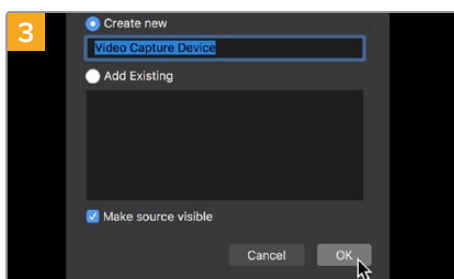 3
Create new
Video Capture Device
Add Existing
Make source visible
Cancel OK